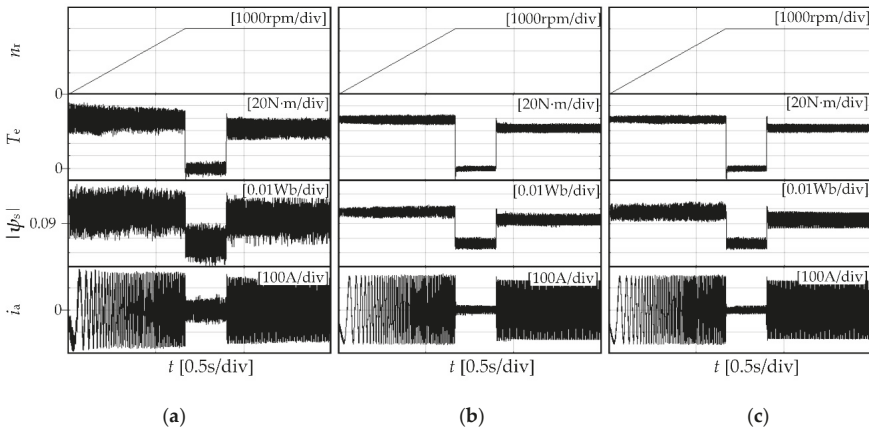 [1000rpm/div] [1000rpm/div] [1000rpm/div]
nr
0
[20N·m/div] [20N·m/div] [20N·m/div]
Te
0
[0.01Wb/div] [0.01Wb/div] [0.01Wb/div]
|ψs|
0.09
[100A/div] [100A/div] [100A/div]
ia
0
t [0.5s/div] t [0.5s/div] t [0.5s/div]
(a) (b) (c)